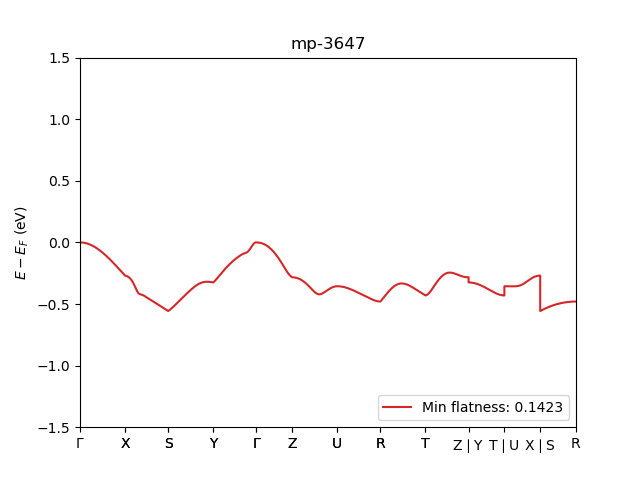 mp-3647
1.5
1.0
0.5
0.0
−0.5
−1.0
−1.5
E − E_F (eV)
Min flatness: 0.1423
Γ X S Y Γ Z U R T Z | Y T | U X | S R